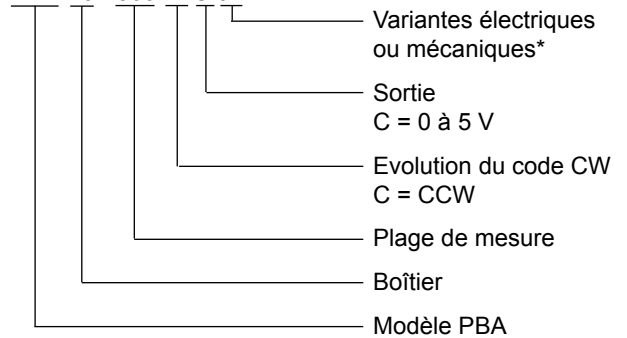 Variantes électriques
ou mécaniques*
Sortie
C = 0 à 5 V
Evolution du code CW
C = CCW
Plage de mesure
Boîtier
Modèle PBA